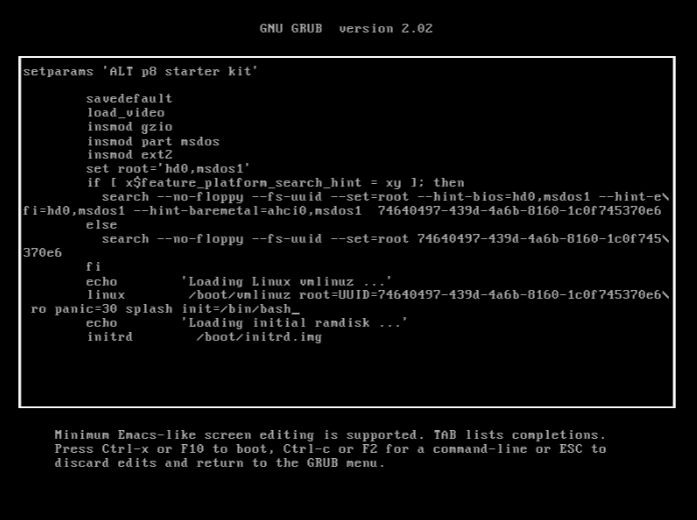 GNU GRUB  version 2.02
setparams 'ALT p8 starter kit'
savedefault
load_video
insmod gzio
insmod part_msdos
insmod ext2
set root='hd0,msdos1'
if [ x$feature_platform_search_hint = xy ]; then
search --no-floppy --fs-uuid --set=root --hint-bios=hd0,msdos1 --hint-e\
fi=hd0,msdos1 --hint-baremetal=ahci0,msdos1  74640497-439d-4a6b-8160-1c0f745370e6
else
search --no-floppy --fs-uuid --set=root 74640497-439d-4a6b-8160-1c0f745\
370e6
fi
echo        'Loading Linux vmlinuz ...'
linux        /boot/vmlinuz root=UUID=74640497-439d-4a6b-8160-1c0f745370e6\
ro panic=30 splash init=/bin/bash_
echo        'Loading initial ramdisk ...'
initrd        /boot/initrd.img
Minimum Emacs-like screen editing is supported. TAB lists completions.
Press Ctrl-x or F10 to boot, Ctrl-c or F2 for a command-line or ESC to
discard edits and return to the GRUB menu.